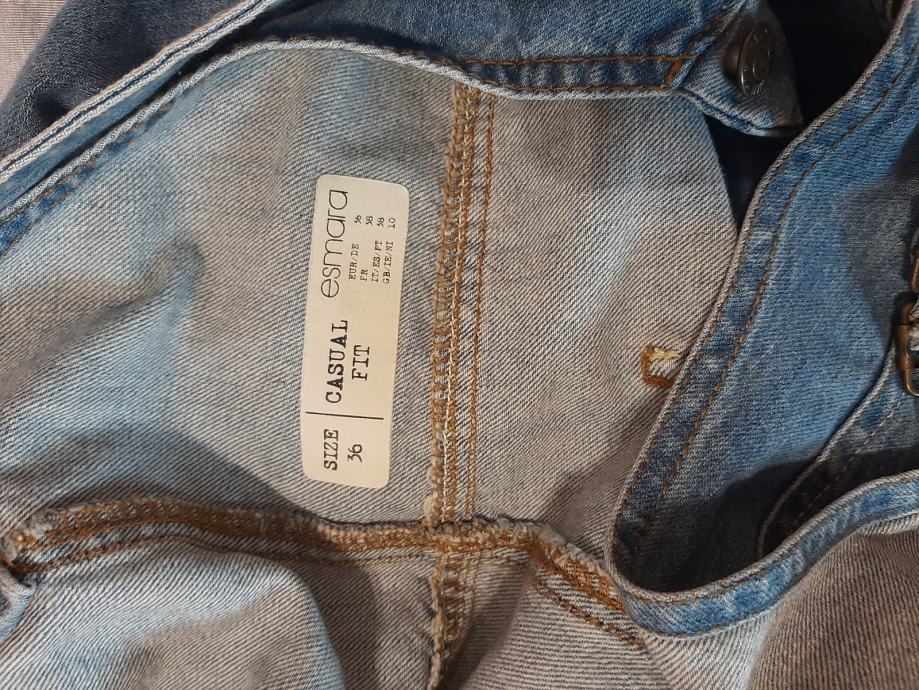 SIZE
36
CASUAL
FIT
esmara
EUR/DE 36
FR 38
IT/ES/PT 38
GB/IE/NI 10